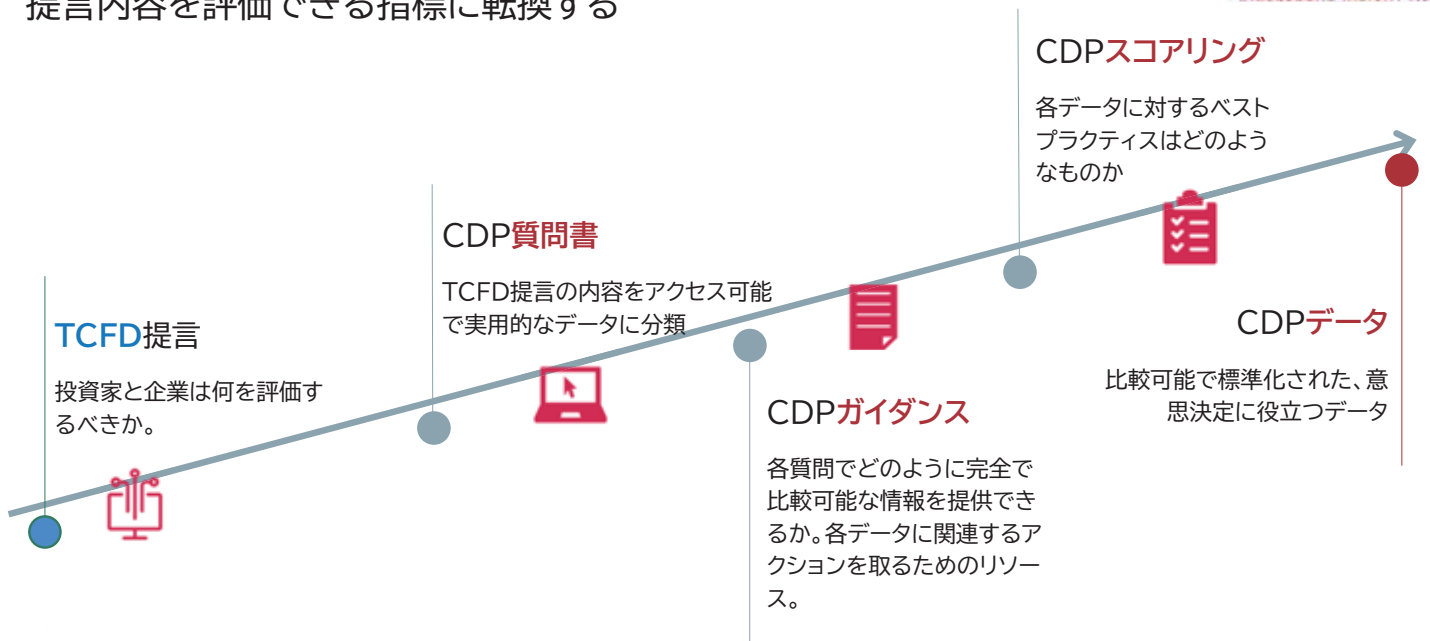 提言内容を評価できる指標に転換する
TCFD提言
投資家と企業は何を評価す
るべきか。
CDP質問書
TCFD提言の内容をアクセス可能
で実用的なデータに分類
CDPガイダンス
各質問でどのように完全で
比較可能な情報を提供でき
るか。各データに関連するア
クションを取るためのリソー
ス。
CDPスコアリング
各データに対するベスト
プラクティスはどのよう
なものか
CDPデータ
比較可能で標準化された、意
思決定に役立つデータ